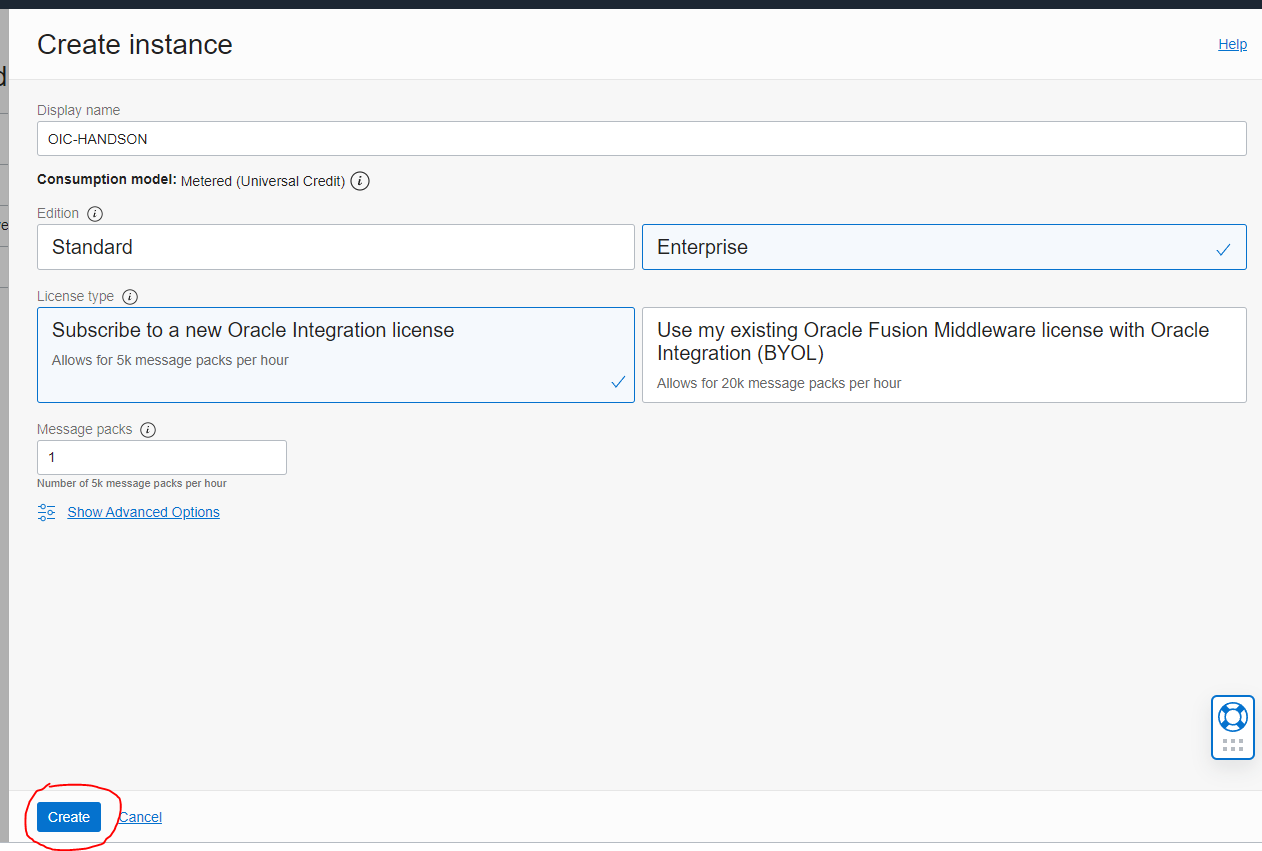 Create instance
Help
Display name
OIC-HANDSON
Consumption model: Metered (Universal Credit)
Edition
Standard
Enterprise
License type
Subscribe to a new Oracle Integration license
Allows for 5k message packs per hour
Use my existing Oracle Fusion Middleware license with Oracle
Integration (BYOL)
Allows for 20k message packs per hour
Message packs
1
Number of 5k message packs per hour
Show Advanced Options
Create
Cancel